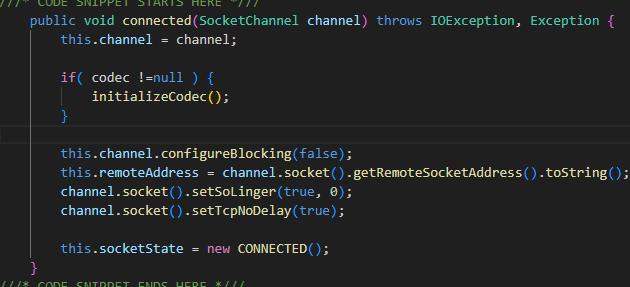 ///* CODE SNIPPET STARTS HERE *///
public void connected(SocketChannel channel) throws IOException, Exception {
this.channel = channel;
if( codec !=null ) {
initializeCodec();
}
this.channel.configureBlocking(false);
this.remoteAddress = channel.socket().getRemoteSocketAddress().toString();
channel.socket().setSoLinger(true, 0);
channel.socket().setTcpNoDelay(true);
this.socketState = new CONNECTED();
}
///* CODE SNIPPET ENDS HERE *///